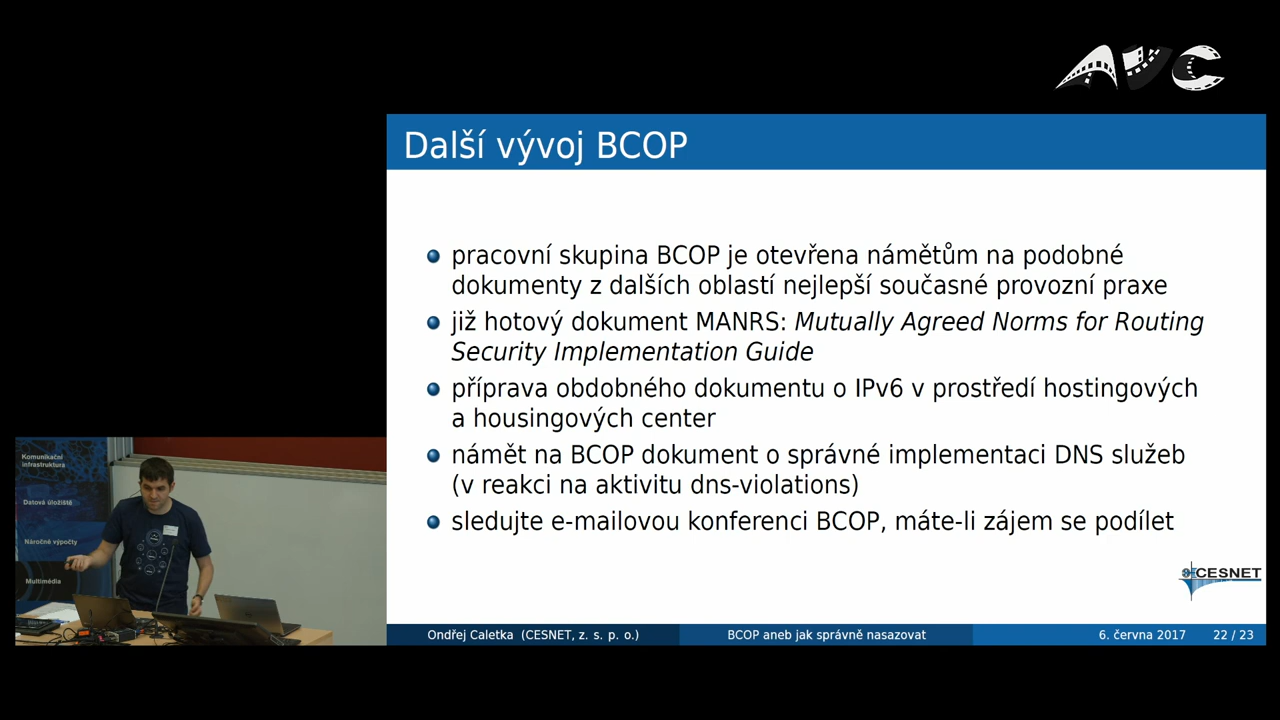 AVC
Další vývoj BCOP
pracovní skupina BCOP je otevřena námětům na podobné
dokumenty z dalších oblastí nejlepší současné provozní praxe
již hotový dokument MANRS: Mutually Agreed Norms for Routing
Security Implementation Guide
příprava obdobného dokumentu o IPv6 v prostředí hostingových
a housingových center
námět na BCOP dokument o správné implementaci DNS služeb
(v reakci na aktivitu dns-violations)
sledujte e-mailovou konferenci BCOP, máte-li zájem se podílet
CESNET
Ondřej Caletka (CESNET, z. s. p. o.)
BCOP aneb jak správně nasazovat
6. června 2017
22 / 23
Komunikační
infrastruktura
Datová úložiště
Náročné výpočty
Multimédia